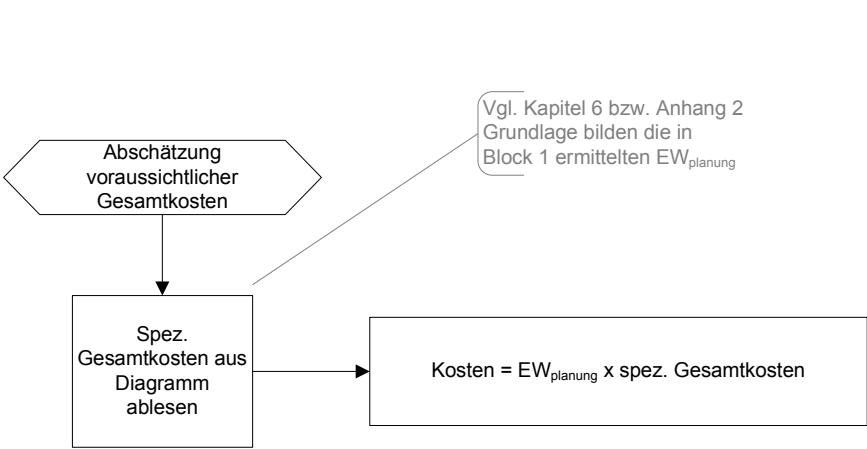 Vgl. Kapitel 6 bzw. Anhang 2
Grundlage bilden die in
Block 1 ermittelten EWplanung
Abschätzung
voraussichtlicher
Gesamtkosten
Spez.
Gesamtkosten aus
Diagramm
ablesen
Kosten = EWplanung x spez. Gesamtkosten